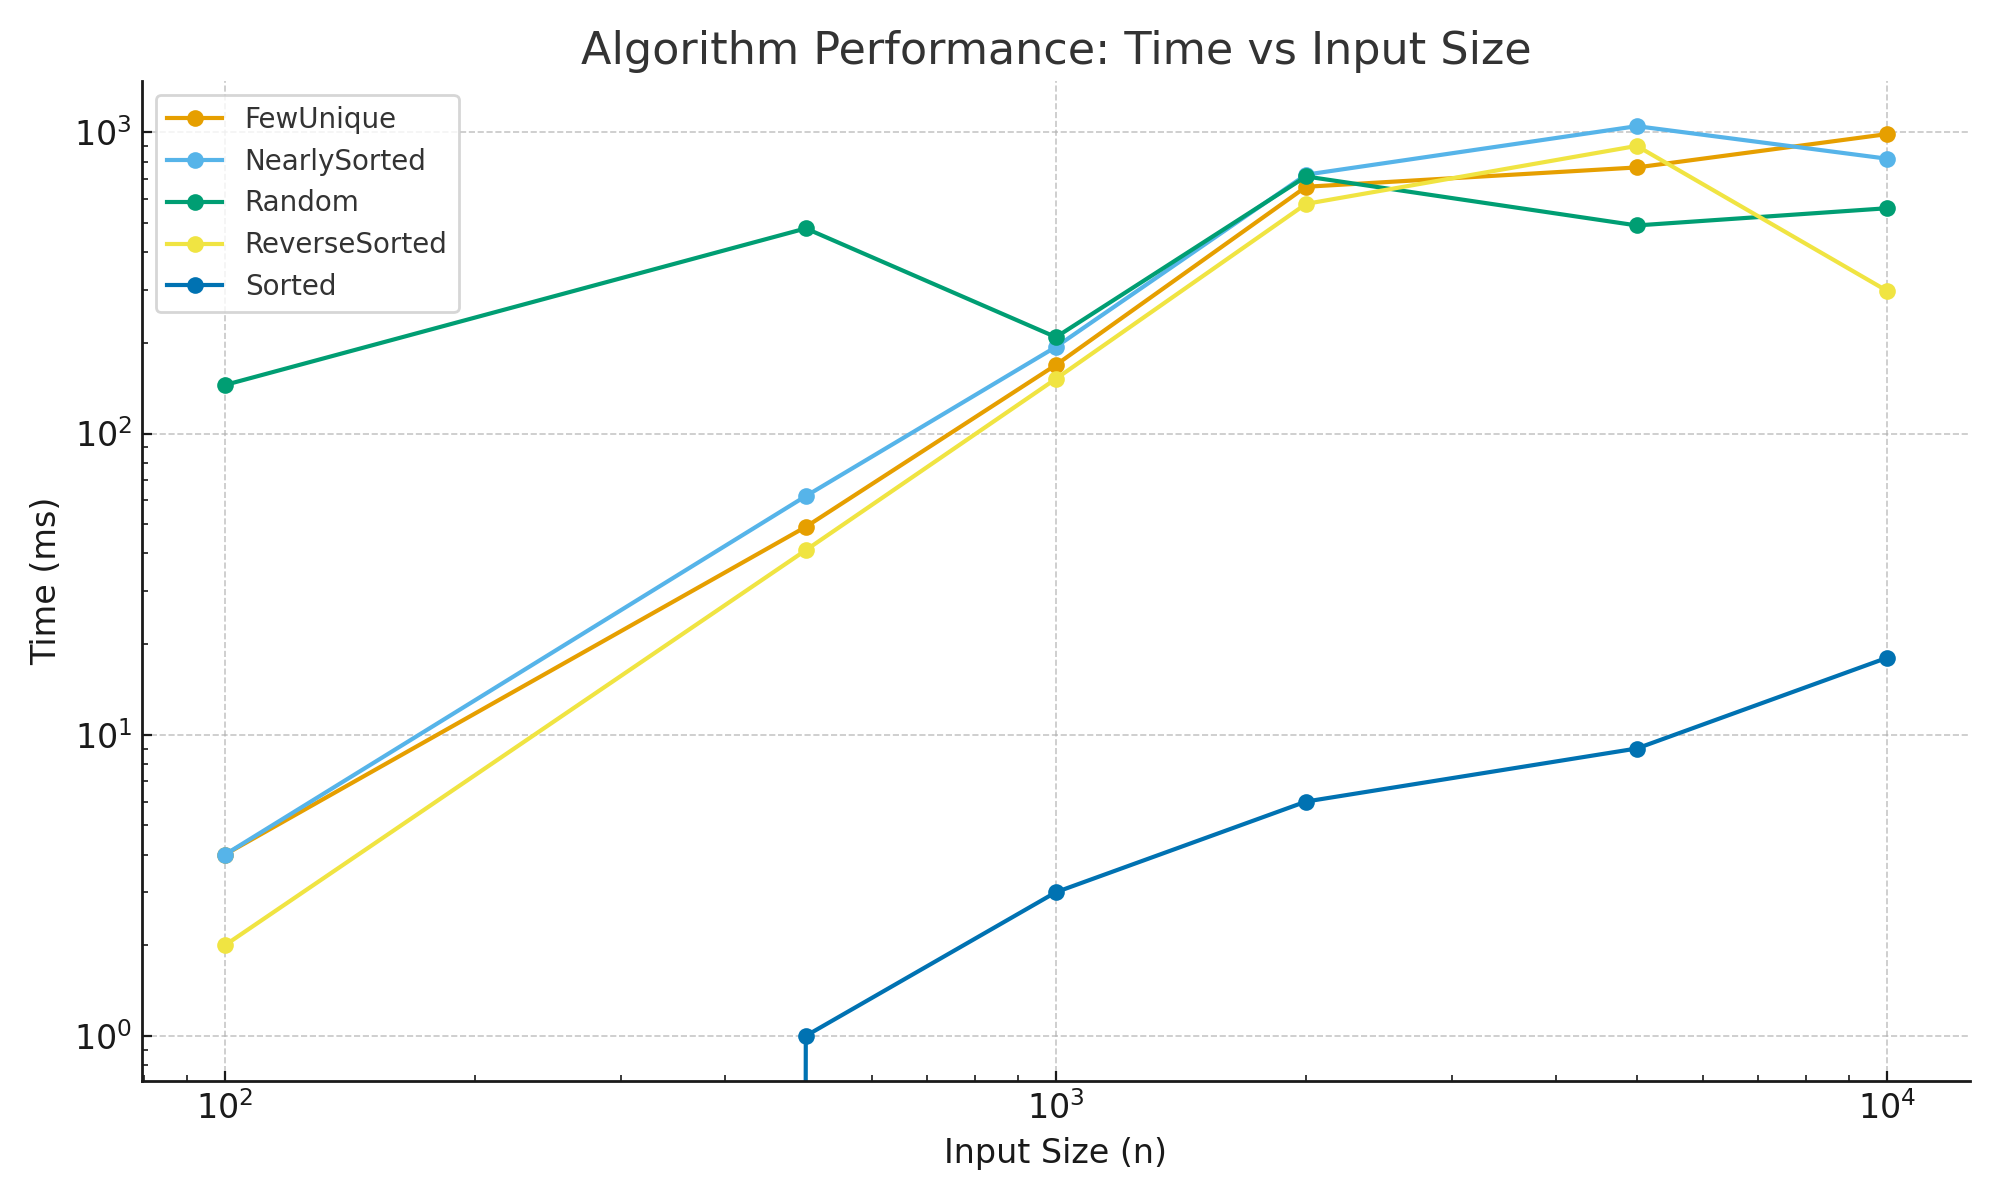 Algorithm Performance: Time vs Input Size
FewUnique
NearlySorted
Random
ReverseSorted
Sorted
Time (ms)
10³
10²
10¹
10⁰
10² 10³ 10⁴
Input Size (n)